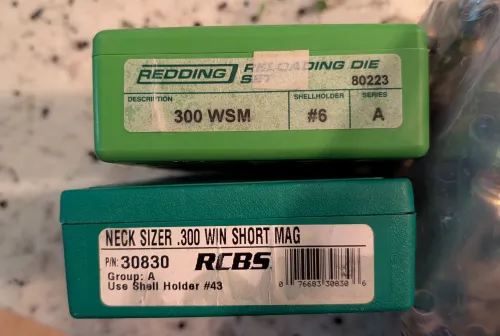 REDDING RELOADING DIE
SET 80223
DESCRIPTION SHELLHOLDER SERIES
300 WSM #6 A
NECK SIZER .300 WIN SHORT MAG
P/N: 30830 RCBS
Group: A
Use Shell Holder #43
0 76683 30830 6